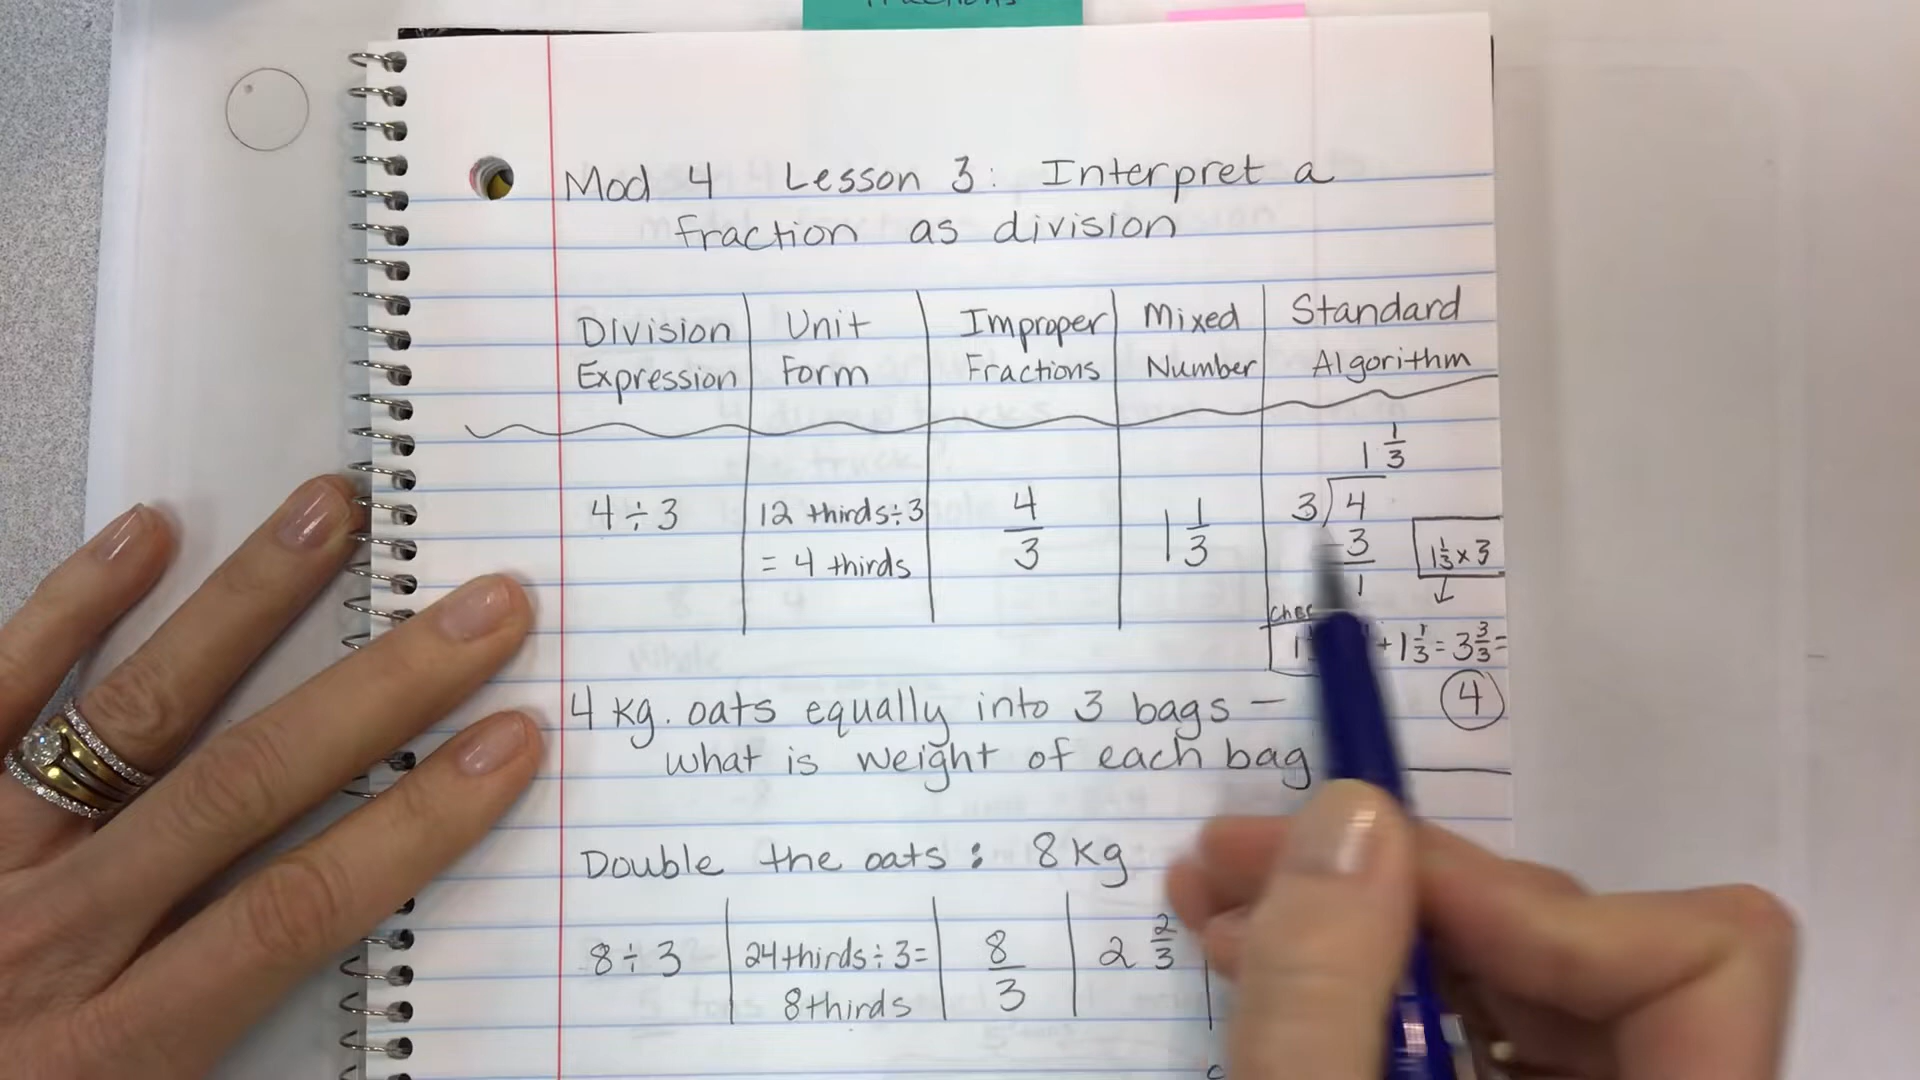 Fractions
Mod 4 Lesson 3: Interpret a
fraction as division
Division Expression
Unit Form
Improper Fractions
Mixed Number
Standard Algorithm
4 ÷ 3
12 thirds ÷ 3
= 4 thirds
4/3
1 1/3
1 1/3
3 ) 4
- 3
1
1 1/3 x 3
+ 1 1/3 = 3 3/3 =
4
4 kg. oats equally into 3 bags –
what is weight of each bag
Double the oats : 8 kg
8 ÷ 3
24 thirds ÷ 3 =
8 thirds
8/3
2 2/3